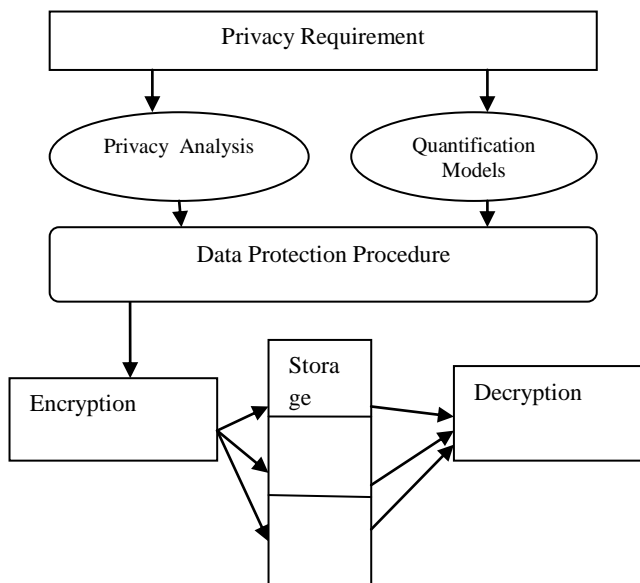 Privacy Requirement
Privacy Analysis
Quantification
Models
Data Protection Procedure
Encryption
Stora
ge
Decryption